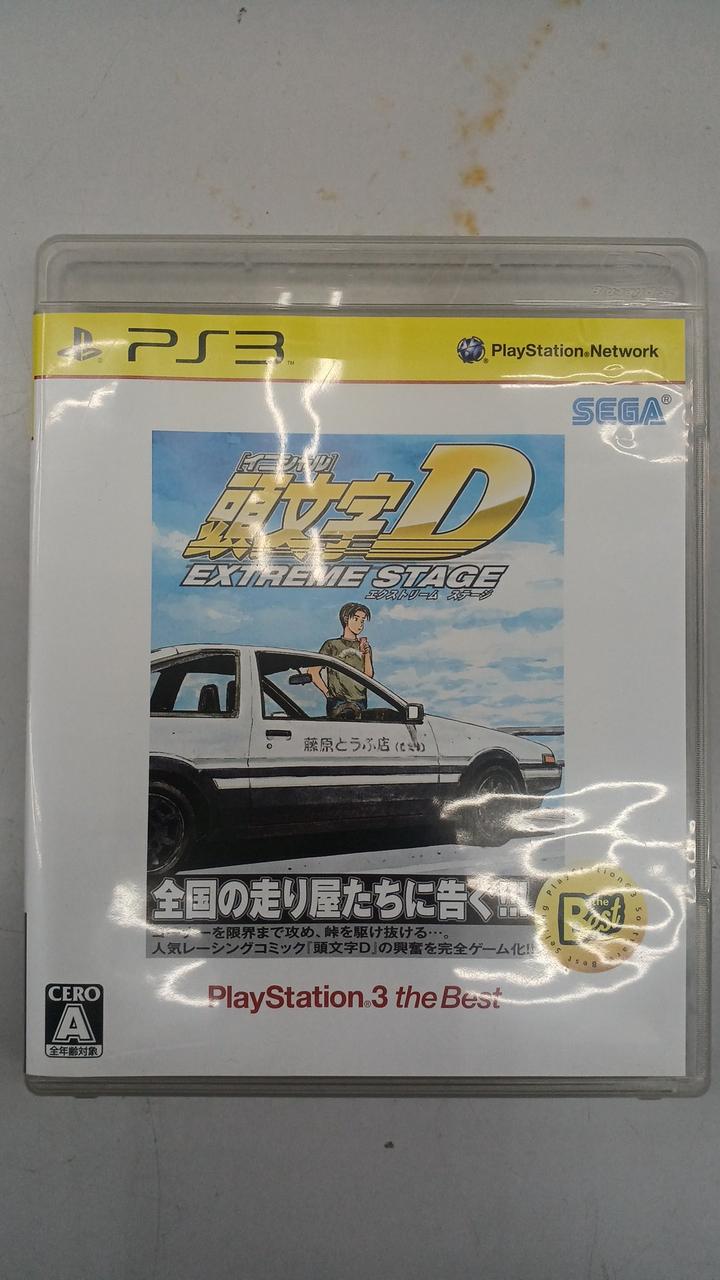 PS3
PlayStation®Network
SEGA®
[イニシャル]
頭文字D
EXTREME STAGE
エクストリーム ステージ
藤原とうふ店
全国の走り屋たちに告ぐ!!!
を限界まで攻め、峠を駆け抜ける…。
人気レーシングコミック『頭文字D』の興奮を完全ゲーム化!!
the Best
PlayStation®3 the Best
CERO
A
全年齢対象